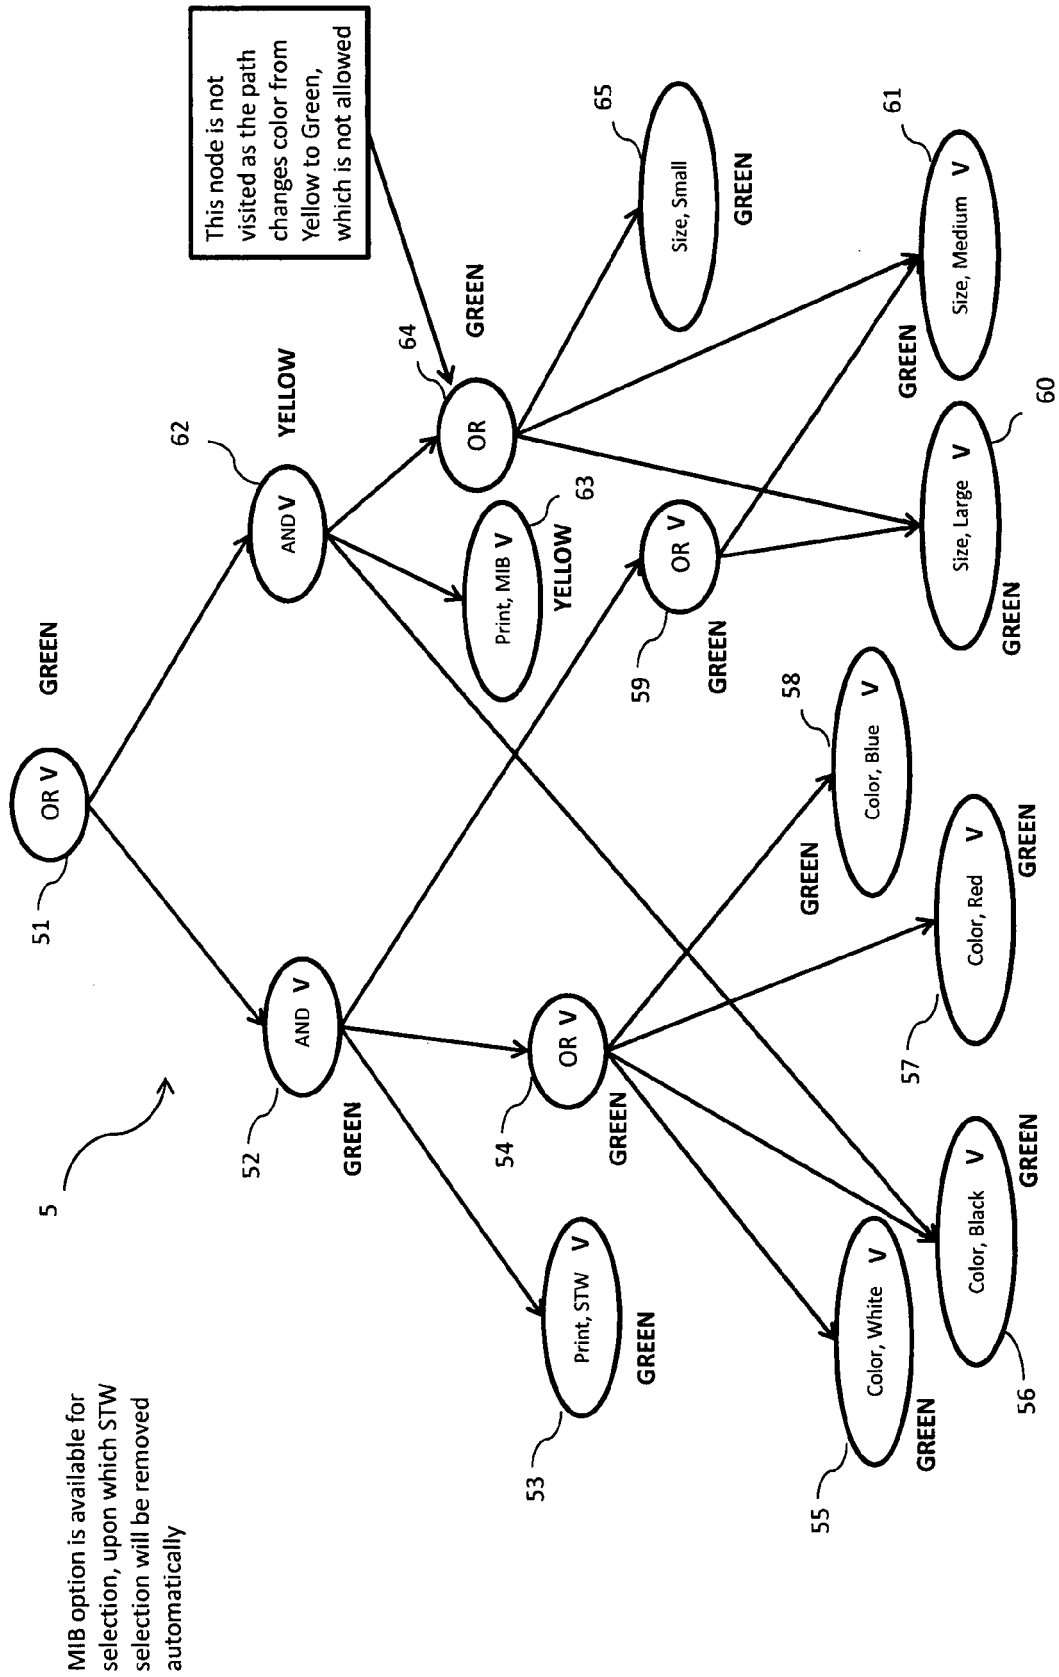 MIB option is available for
selection, upon which STW
selection will be removed
automatically
5
This node is not
visited as the path
changes color from
Yellow to Green,
which is not allowed
51
OR V
GREEN
52
AND V
GREEN
62
AND V
YELLOW
53
Print, STW V
GREEN
54
OR V
GREEN
Print, MIB V
63
YELLOW
64
OR
GREEN
59
OR V
GREEN
65
Size, Small
GREEN
55
Color, White V
GREEN
56
Color, Black V
GREEN
57
Color, Red V
GREEN
58
Color, Blue V
GREEN
Size, Large V
60
GREEN
61
Size, Medium V
GREEN